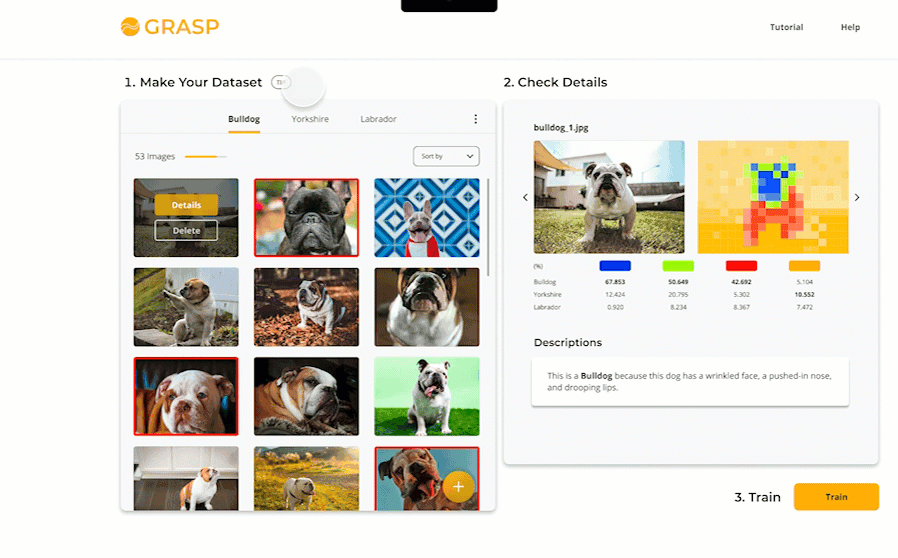 GRASP
Tutorial
Help
1. Make Your Dataset
2. Check Details
Bulldog
Yorkshire
Labrador
53 Images
Sort by
Details
Delete
bulldog_1.jpg
(%)
Bulldog 67.853 50.649 42.692 5.104
Yorkshire 12.424 20.795 5.302 10.552
Labrador 0.920 8.234 8.367 7.472
Descriptions
This is a Bulldog because this dog has a wrinkled face, a pushed-in nose,
and drooping lips.
3. Train
Train